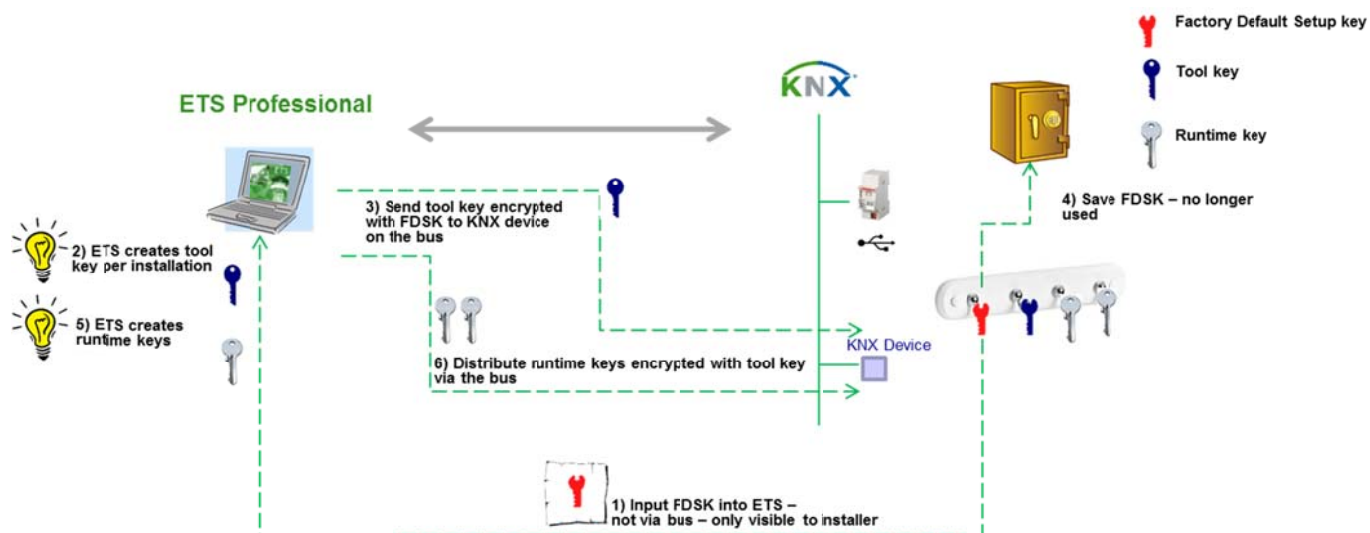 Factory Default Setup key
Tool key
Runtime key
ETS Professional
KNX
2) ETS creates tool
key per installation
5) ETS creates
runtime keys
3) Send tool key encrypted
with FDSK to KNX device
on the bus
4) Save FDSK – no longer
used
KNX Device
6) Distribute runtime keys encrypted with tool key
via the bus
1) Input FDSK into ETS –
not via bus – only visible to installer